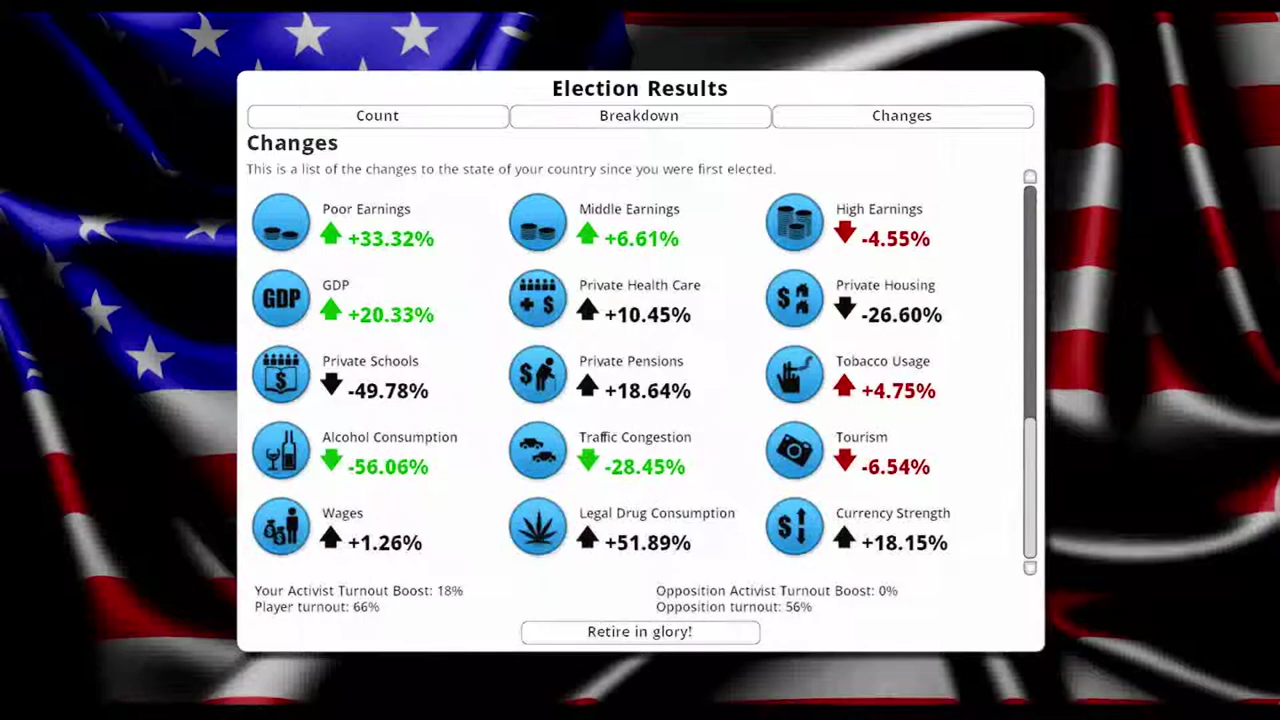 Election Results
Count Breakdown Changes
Changes
This is a list of the changes to the state of your country since you were first elected.
Poor Earnings Middle Earnings High Earnings
+33.32% +6.61% -4.55%
GDP GDP Private Health Care Private Housing
+20.33% +10.45% -26.60%
Private Schools Private Pensions Tobacco Usage
-49.78% +18.64% +4.75%
Alcohol Consumption Traffic Congestion Tourism
-56.06% -28.45% -6.54%
Wages Legal Drug Consumption Currency Strength
+1.26% +51.89% +18.15%
Your Activist Turnout Boost: 18% Opposition Activist Turnout Boost: 0%
Player turnout: 66% Opposition turnout: 56%
Retire in glory!